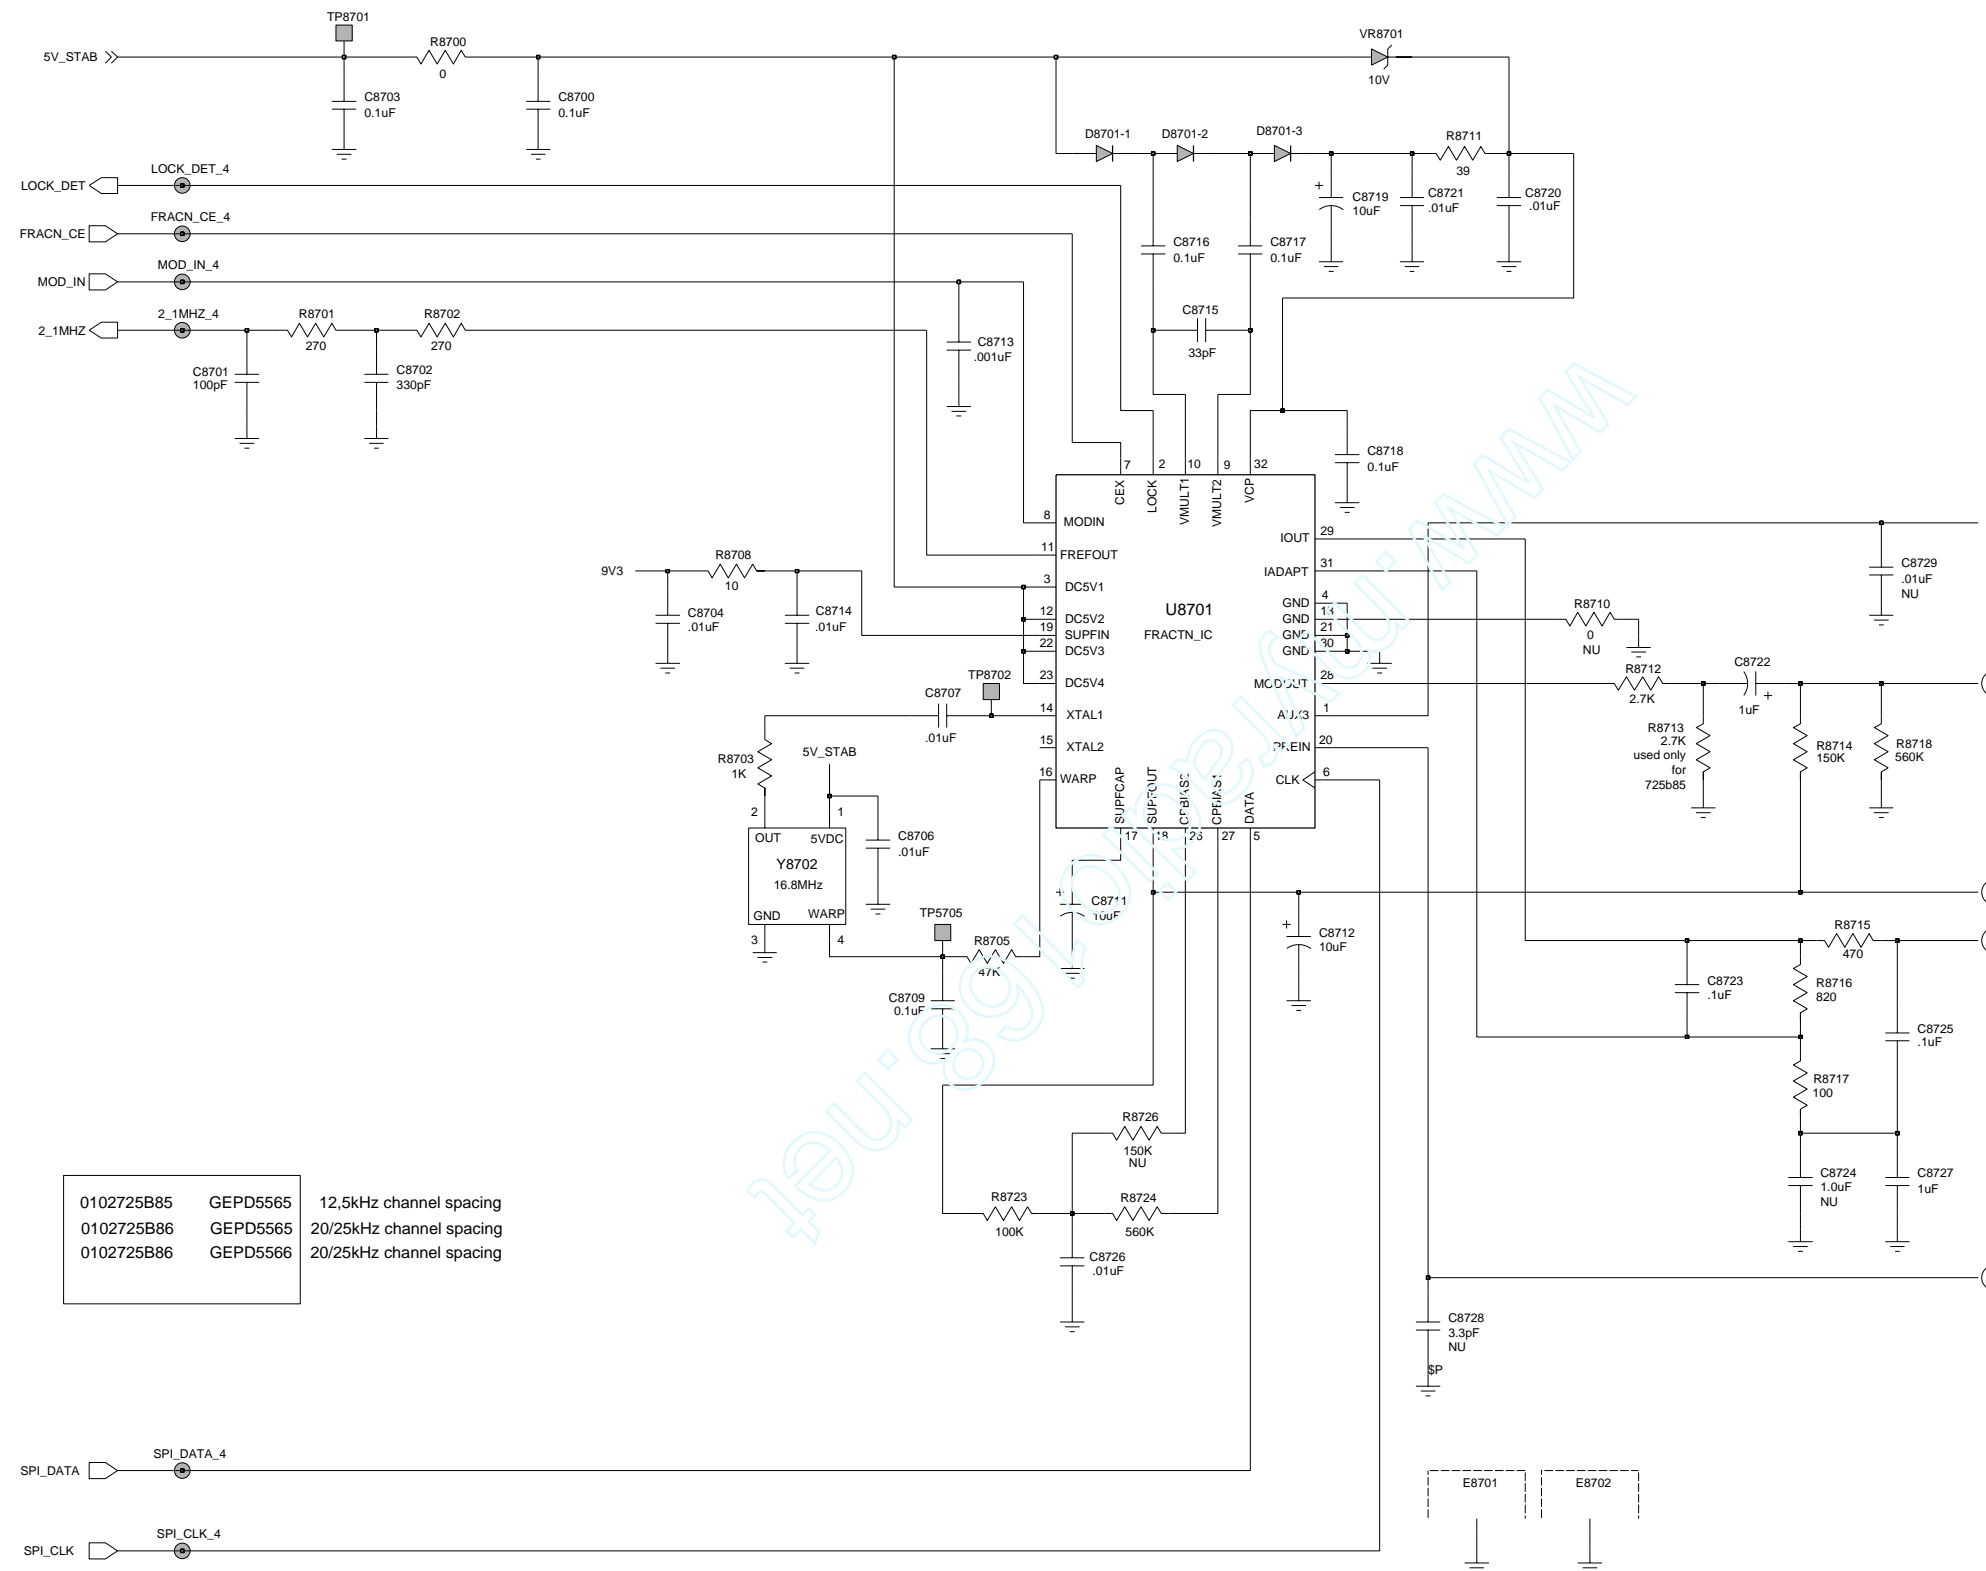 TP8701
5V_STAB
R8700
0
C8703
0.1uF
C8700
0.1uF
VR8701
10V
D8701-1
D8701-2
D8701-3
R8711
39
C8719
+
10uF
C8721
.01uF
C8720
.01uF
LOCK_DET
LOCK_DET_4
FRACN_CE
FRACN_CE_4
MOD_IN
MOD_IN_4
2_1MHZ
2_1MHZ_4
R8701
270
R8702
270
C8701
100pF
C8702
330pF
C8713
.001uF
C8716
0.1uF
C8717
0.1uF
C8715
33pF
C8718
0.1uF
7
2
10
9
32
CEX
LOCK
VMULT1
VMULT2
VCP
8
MODIN
11
FREFOUT
3
DC5V1
12
DC5V2
19
SUPFIN
22
DC5V3
23
DC5V4
14
XTAL1
15
XTAL2
16
WARP
U8701
FRACTN_IC
IOUT
29
IADAPT
31
GND
4
GND
13
GND
21
GND
30
MODOUT
28
AUX3
1
PREIN
20
CLK
6
SUPFCAP
SUPFOUT
CPBIAS2
CPBIAS1
DATA
17
18
26
27
5
9V3
R8708
10
C8704
.01uF
C8714
.01uF
TP8702
C8707
.01uF
R8703
1K
5V_STAB
2
1
OUT
5VDC
Y8702
16.8MHz
GND
WARP
3
4
C8706
.01uF
TP5705
R8705
47K
C8709
0.1uF
+
C8711
10uF
+
C8712
10uF
C8729
.01uF
NU
R8710
0
NU
R8712
2.7K
C8722
+
1uF
R8713
2.7K
used only
for
725b85
R8714
150K
R8718
560K
R8715
470
C8723
.1uF
R8716
820
C8725
.1uF
R8717
100
C8724
1.0uF
NU
C8727
1uF
R8726
150K
NU
R8723
100K
R8724
560K
C8726
.01uF
C8728
3.3pF
NU
$P
0102725B85 GEPD5565 12,5kHz channel spacing
0102725B86 GEPD5565 20/25kHz channel spacing
0102725B86 GEPD5566 20/25kHz channel spacing
SPI_DATA
SPI_DATA_4
SPI_CLK
SPI_CLK_4
E8701
E8702
www.myradio168.net